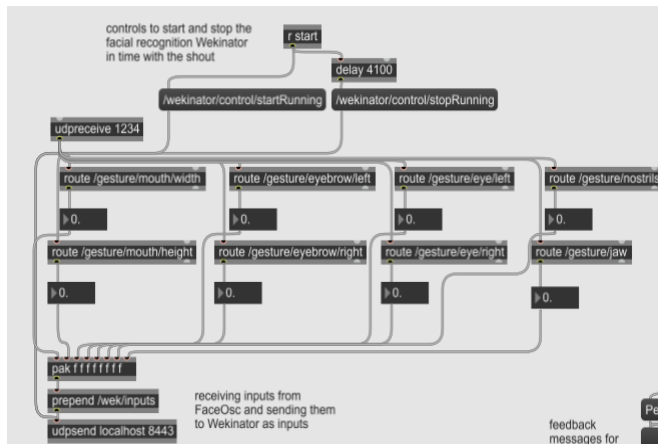 controls to start and stop the
facial recognition Wekinator
in time with the shout
r start
delay 4100
/wekinator/control/startRunning
/wekinator/control/stopRunning
udpreceive 1234
route /gesture/mouth/width
route /gesture/eyebrow/left
route /gesture/eye/left
route /gesture/nostrils
0.
0.
0.
0.
route /gesture/mouth/height
route /gesture/eyebrow/right
route /gesture/eye/right
route /gesture/jaw
0.
0.
0.
0.
pak f f f f f f f f
prepend /wek/inputs
udpsend localhost 8443
receiving inputs from
FaceOsc and sending them
to Wekinator as inputs
Pe
feedback
messages for